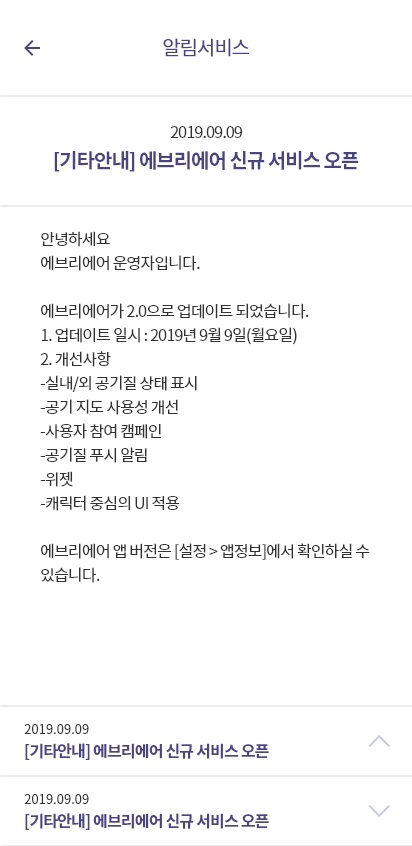 알림서비스
2019.09.09
[기타안내] 에브리에어 신규 서비스 오픈
안녕하세요
에브리에어 운영자입니다.
에브리에어가 2.0으로 업데이트 되었습니다.
1. 업데이트 일시 : 2019년 9월 9일(월요일)
2. 개선사항
-실내/외 공기질 상태 표시
-공기 지도 사용성 개선
-사용자 참여 캠페인
-공기질 푸시 알림
-위젯
-캐릭터 중심의 UI 적용
에브리에어 앱 버전은 [설정 > 앱정보]에서 확인하실 수
있습니다.
2019.09.09
[기타안내] 에브리에어 신규 서비스 오픈
2019.09.09
[기타안내] 에브리에어 신규 서비스 오픈